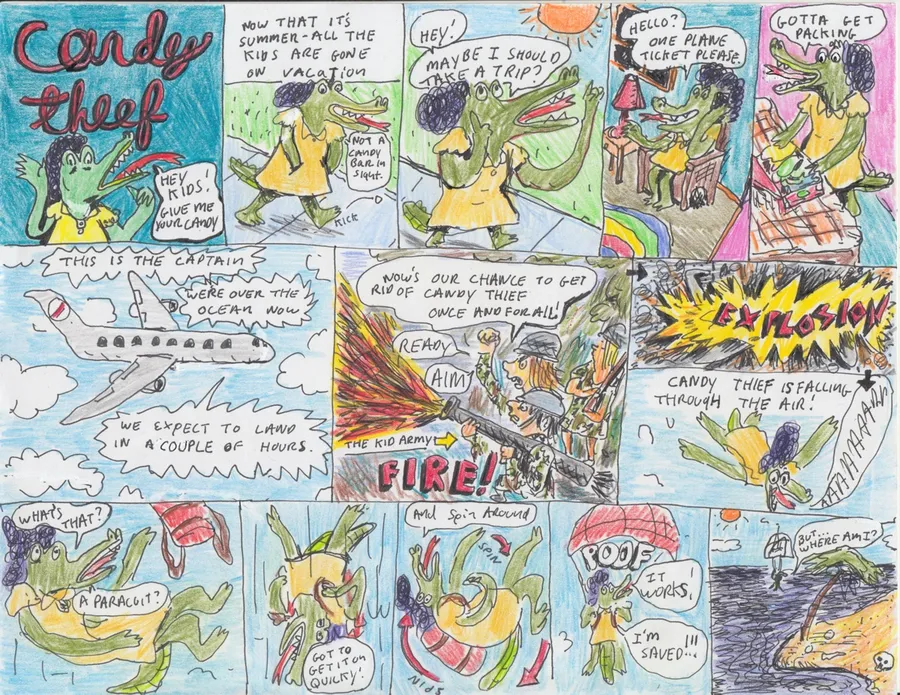 Candy
theef
HEY
KIDS!
GIVE ME
YOUR CANDY
NOW THAT IT'S
SUMMER-ALL THE
KIDS ARE GONE
ON VACATION
NOT A
CANDY
BAR IN
SIGHT.
RICK
HEY!
MAYBE I SHOULD
TAKE A TRIP?
HELLO?
ONE PLANE
TICKET PLEASE.
GOTTA GET
PACKING
THIS IS THE CAPTAIN
WE'RE OVER THE
OCEAN NOW
WE EXPECT TO LAND
IN A COUPLE OF HOURS.
NOW'S OUR CHANCE TO GET
RID OF CANDY THIEF
ONCE AND FOR ALL!
READY
AIM
THE KID ARMY
FIRE!
EXPLOSION
CANDY THIEF IS FALLING
THROUGH THE AIR!
AAAAAAAAA
WHAT'S
THAT?
A PARACUIT?
GOT TO
GET IT ON
QUICKLY!
And Spin Around
SPIN
POOF
IT
WORKS!
I'M
SAVED!!!
BUT...
WHERE AM I?